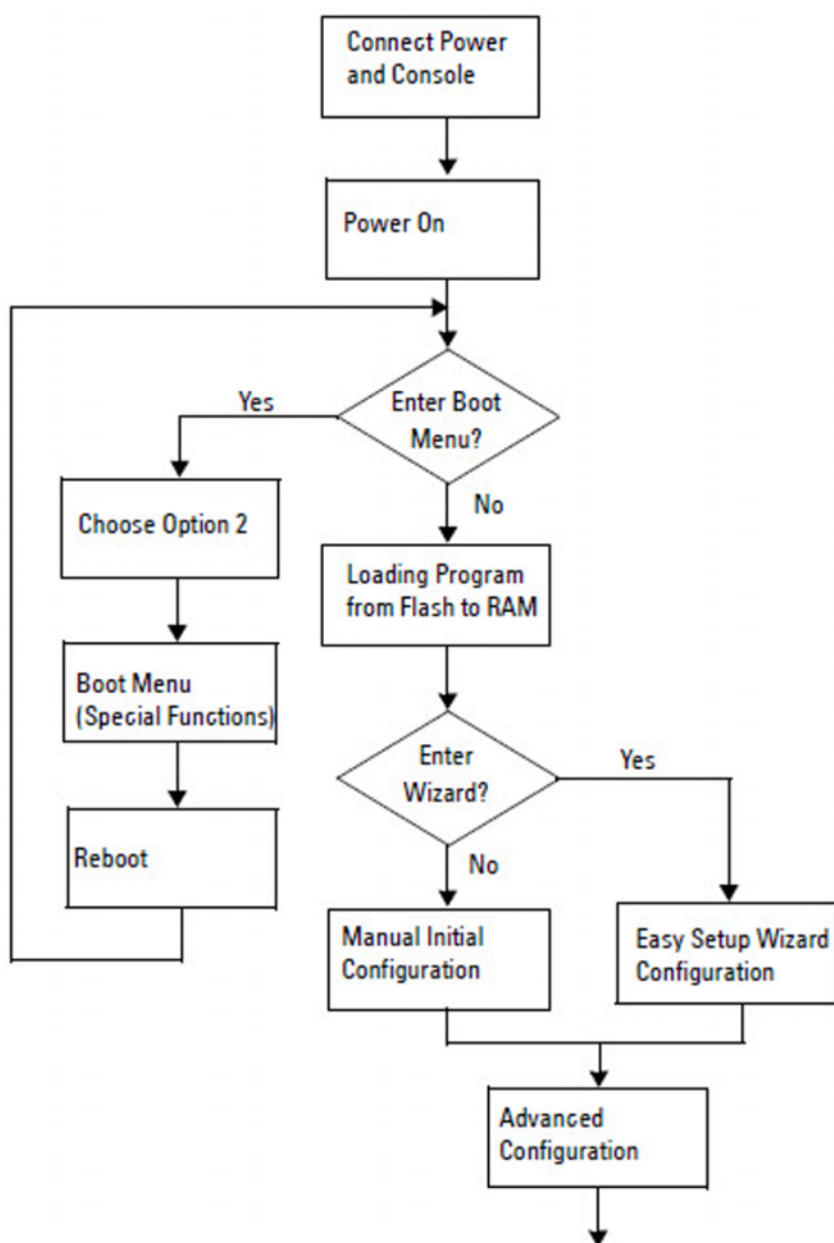 Connect Power
and Console
Power On
Enter Boot
Menu?
Yes
No
Choose Option 2
Loading Program
from Flash to RAM
Boot Menu
(Special Functions)
Enter
Wizard?
Yes
No
Reboot
Manual Initial
Configuration
Easy Setup Wizard
Configuration
Advanced
Configuration